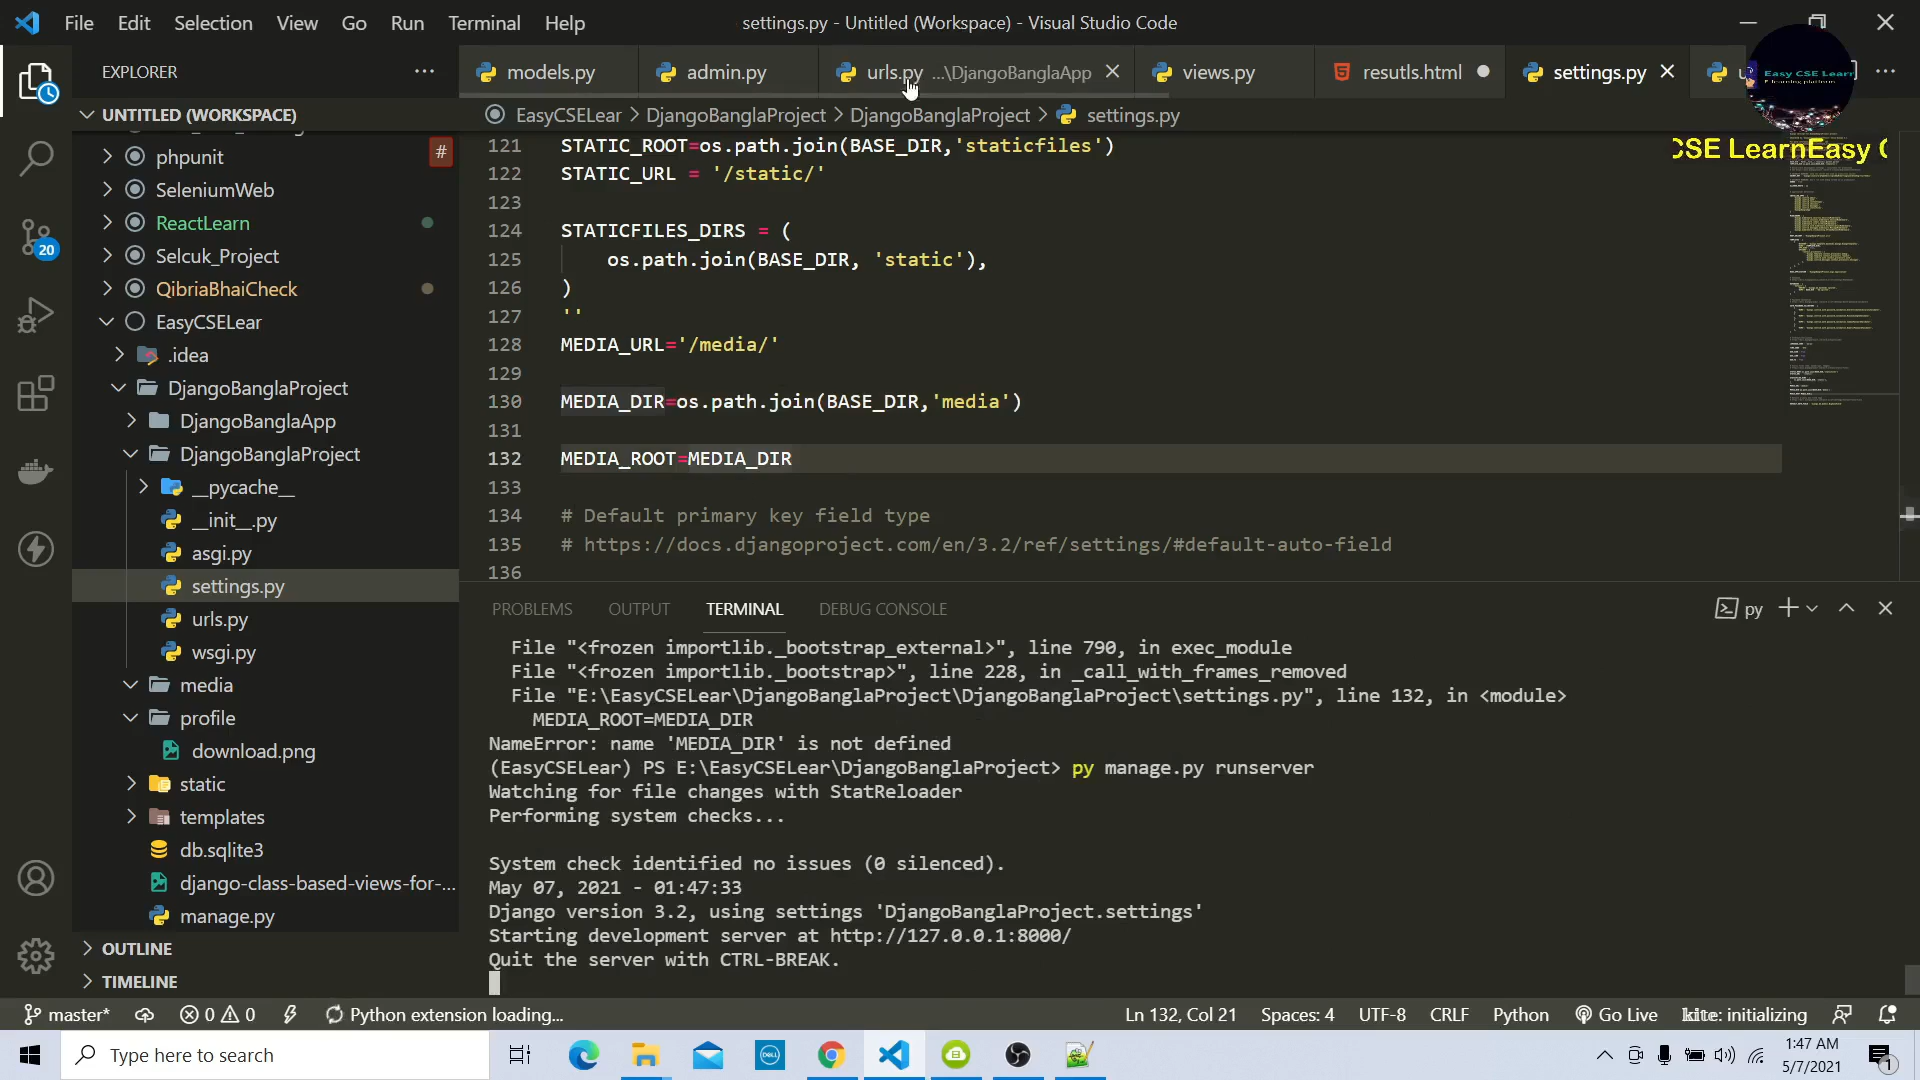 File Edit Selection View Go Run Terminal Help
settings.py - Untitled (Workspace) - Visual Studio Code
EXPLORER
models.py admin.py urls.py ...\DjangoBanglaApp views.py resutls.html settings.py
Easy CSE Learn
UNTITLED (WORKSPACE)
EasyCSELear > DjangoBanglaProject > DjangoBanglaProject > settings.py
CSE LearnEasy C
phpunit #
SeleniumWeb
ReactLearn
Selcuk_Project
QibriaBhaiCheck
EasyCSELear
.idea
DjangoBanglaProject
DjangoBanglaApp
DjangoBanglaProject
__pycache__
__init__.py
asgi.py
settings.py
urls.py
wsgi.py
media
profile
download.png
static
templates
db.sqlite3
django-class-based-views-for-...
manage.py
OUTLINE
TIMELINE
121 STATIC_ROOT=os.path.join(BASE_DIR,'staticfiles')
122 STATIC_URL = '/static/'
123
124 STATICFILES_DIRS = (
125 os.path.join(BASE_DIR, 'static'),
126 )
127 ''
128 MEDIA_URL='/media/'
129
130 MEDIA_DIR=os.path.join(BASE_DIR,'media')
131
132 MEDIA_ROOT=MEDIA_DIR
133
134 # Default primary key field type
135 # https://docs.djangoproject.com/en/3.2/ref/settings/#default-auto-field
136
PROBLEMS OUTPUT TERMINAL DEBUG CONSOLE
py
File "<frozen importlib._bootstrap_external>", line 790, in exec_module
File "<frozen importlib._bootstrap>", line 228, in _call_with_frames_removed
File "E:\EasyCSELear\DjangoBanglaProject\DjangoBanglaProject\settings.py", line 132, in <module>
MEDIA_ROOT=MEDIA_DIR
NameError: name 'MEDIA_DIR' is not defined
(EasyCSELear) PS E:\EasyCSELear\DjangoBanglaProject> py manage.py runserver
Watching for file changes with StatReloader
Performing system checks...
System check identified no issues (0 silenced).
May 07, 2021 - 01:47:33
Django version 3.2, using settings 'DjangoBanglaProject.settings'
Starting development server at http://127.0.0.1:8000/
Quit the server with CTRL-BREAK.
20
master* 0 0 Python extension loading...
Ln 132, Col 21 Spaces: 4 UTF-8 CRLF Python Go Live kite: initializing
Type here to search
DELL
1:47 AM
5/7/2021
1